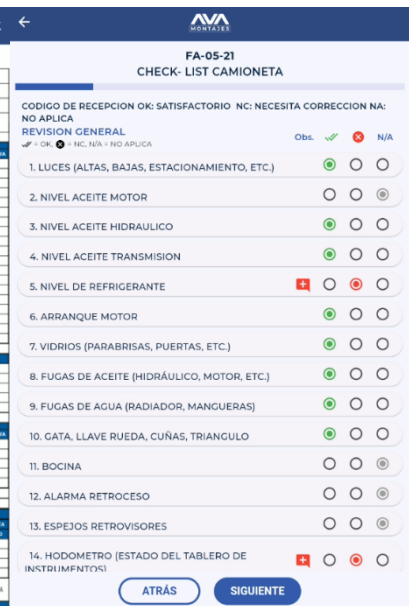 AVA
MONTAJES
FA-05-21
CHECK- LIST CAMIONETA
CODIGO DE RECEPCION OK: SATISFACTORIO NC: NECESITA CORRECCION NA:
NO APLICA
REVISION GENERAL
= OK, = NC, N/A = NO APLICA
Obs. N/A
1. LUCES (ALTAS, BAJAS, ESTACIONAMIENTO, ETC.)
2. NIVEL ACEITE MOTOR
3. NIVEL ACEITE HIDRAULICO
4. NIVEL ACEITE TRANSMISION
5. NIVEL DE REFRIGERANTE
6. ARRANQUE MOTOR
7. VIDRIOS (PARABRISAS, PUERTAS, ETC.)
8. FUGAS DE ACEITE (HIDRÁULICO, MOTOR, ETC.)
9. FUGAS DE AGUA (RADIADOR, MANGUERAS)
10. GATA, LLAVE RUEDA, CUÑAS, TRIANGULO
11. BOCINA
12. ALARMA RETROCESO
13. ESPEJOS RETROVISORES
14. HODOMETRO (ESTADO DEL TABLERO DE
INSTRUMENTOS)
ATRÁS SIGUIENTE